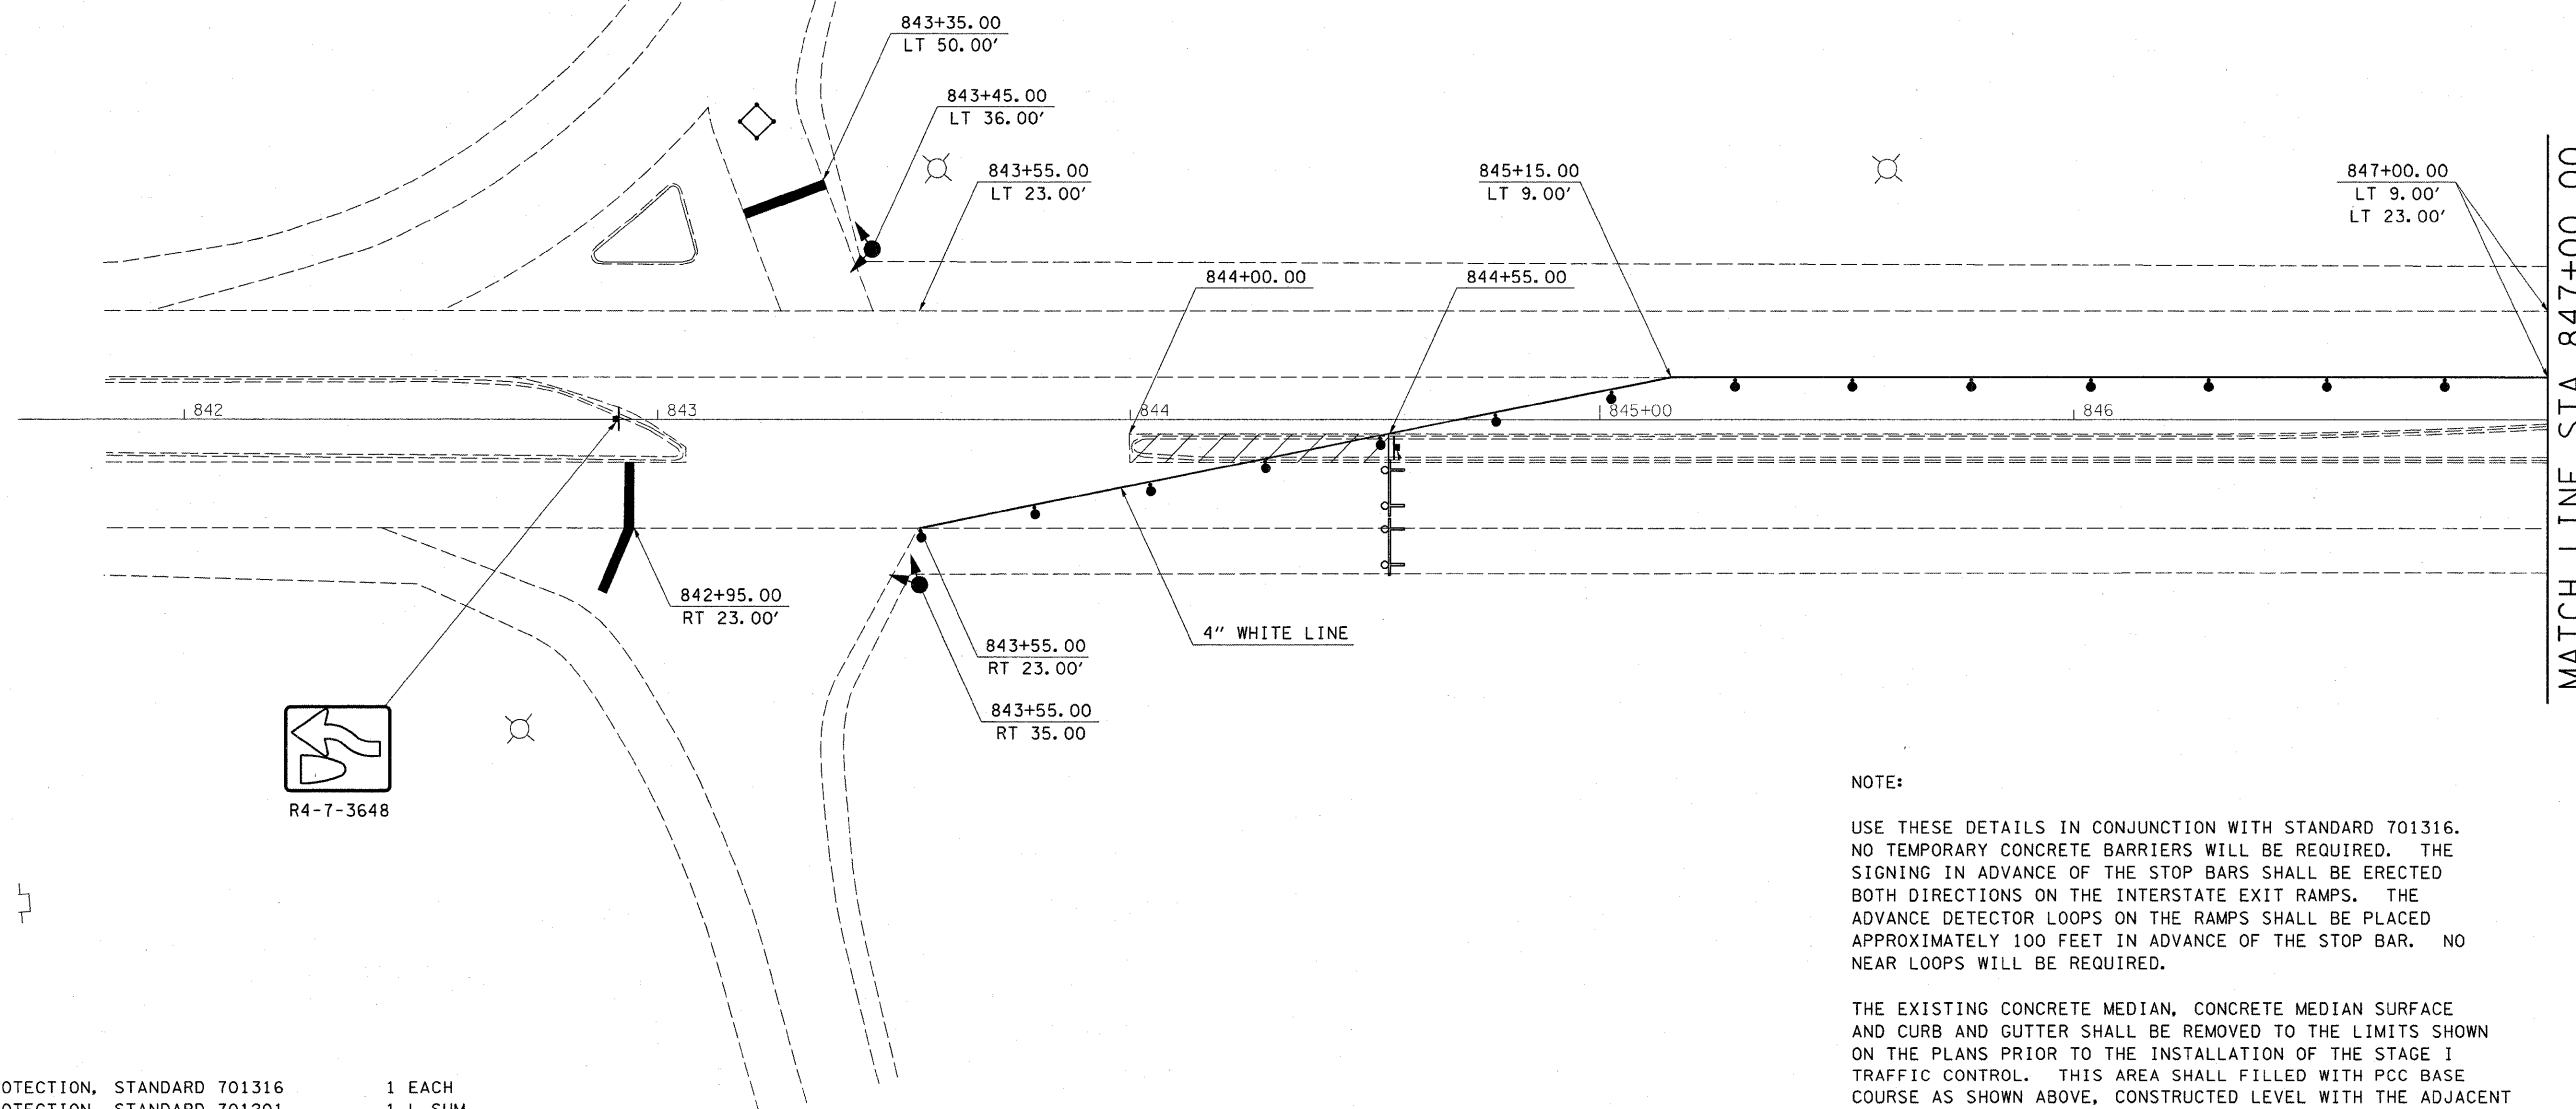 843+35.00
LT 50.00'
843+45.00
LT 36.00'
843+55.00
LT 23.00'
845+15.00
LT 9.00'
847+00.00
LT 9.00'
LT 23.00'
844+00.00
844+55.00
842
843
844
845+00
846
MATCH LINE STA 847+00 00
842+95.00
RT 23.00'
4" WHITE LINE
843+55.00
RT 23.00'
843+55.00
RT 35.00
R4-7-3648
NOTE:
USE THESE DETAILS IN CONJUNCTION WITH STANDARD 701316.
NO TEMPORARY CONCRETE BARRIERS WILL BE REQUIRED. THE
SIGNING IN ADVANCE OF THE STOP BARS SHALL BE ERECTED
BOTH DIRECTIONS ON THE INTERSTATE EXIT RAMPS. THE
ADVANCE DETECTOR LOOPS ON THE RAMPS SHALL BE PLACED
APPROXIMATELY 100 FEET IN ADVANCE OF THE STOP BAR. NO
NEAR LOOPS WILL BE REQUIRED.
THE EXISTING CONCRETE MEDIAN, CONCRETE MEDIAN SURFACE
AND CURB AND GUTTER SHALL BE REMOVED TO THE LIMITS SHOWN
ON THE PLANS PRIOR TO THE INSTALLATION OF THE STAGE I
TRAFFIC CONTROL. THIS AREA SHALL FILLED WITH PCC BASE
COURSE AS SHOWN ABOVE, CONSTRUCTED LEVEL WITH THE ADJACENT
OTECTION, STANDARD 701316 1 EACH
OTECTION, STANDARD 701201 1 L SUM